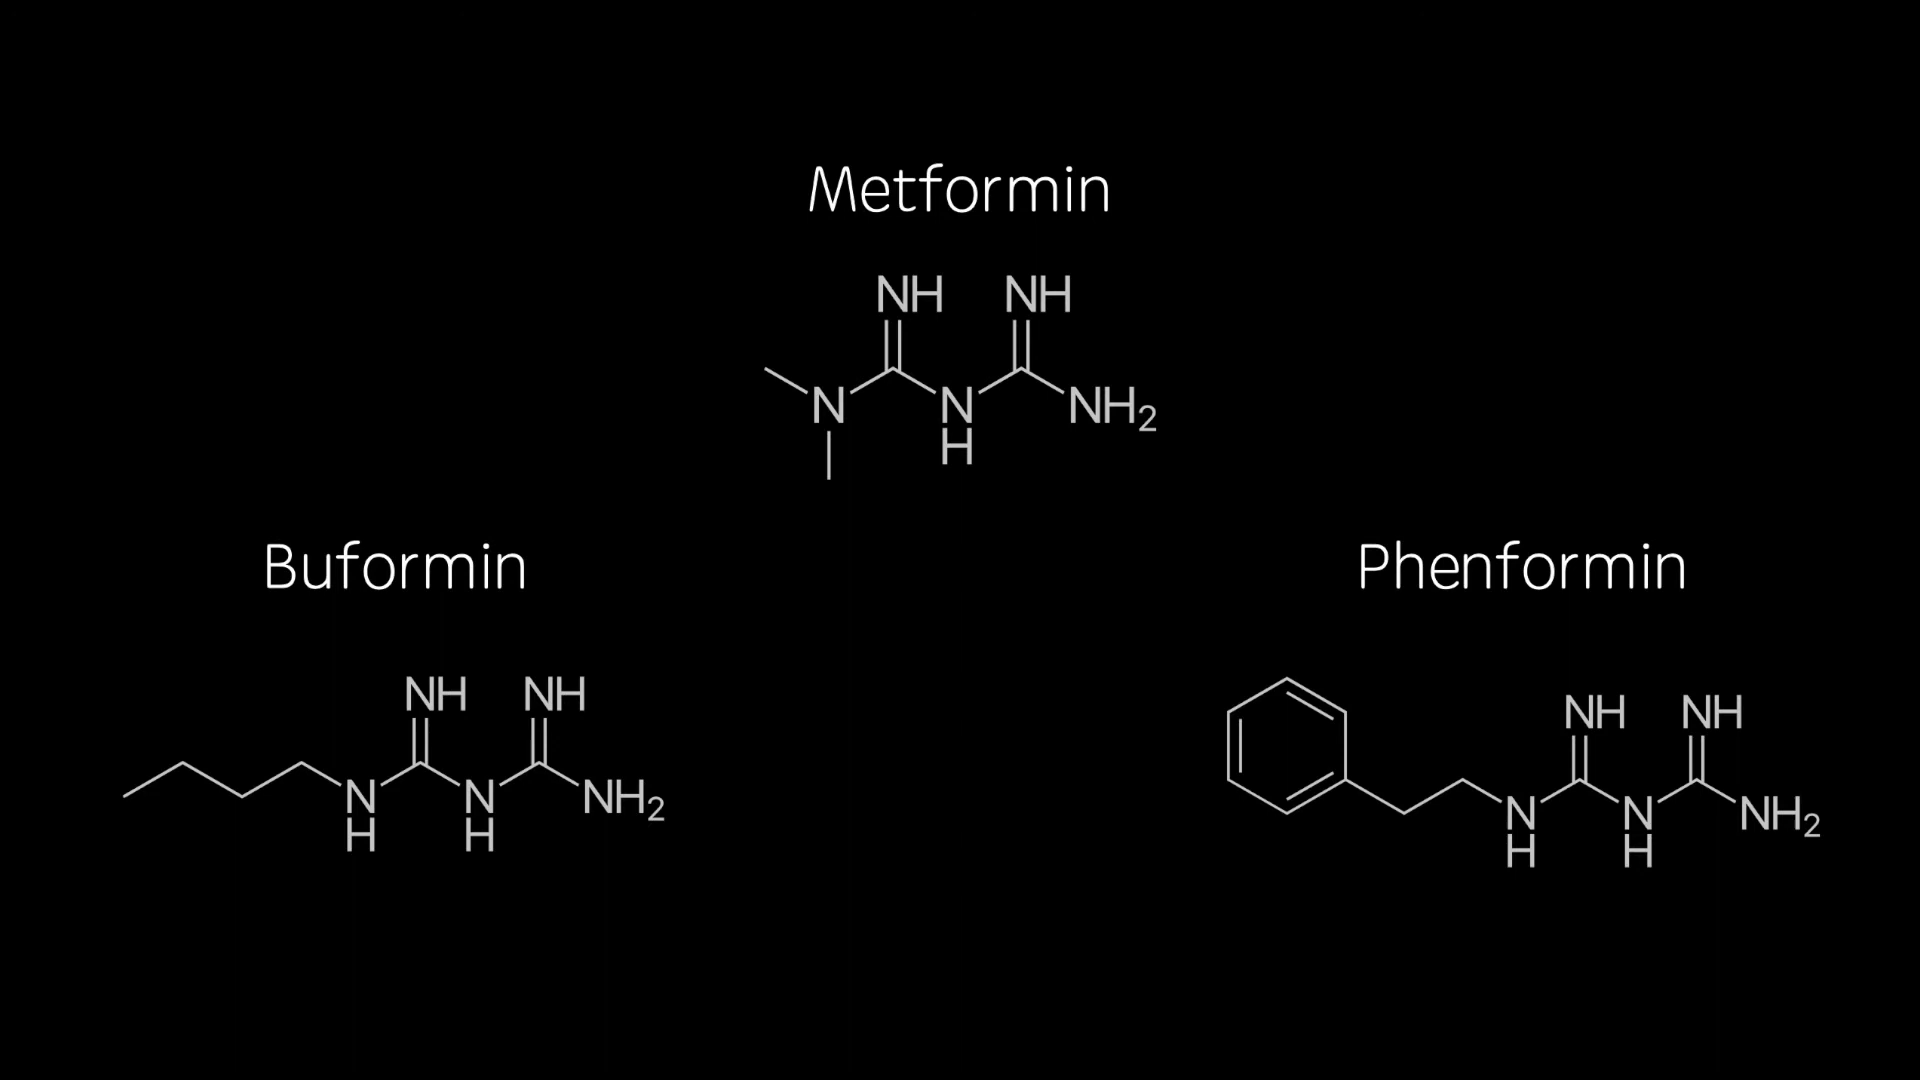 Metformin
NH NH
N N NH2
H
Buformin
NH NH
N N NH2
H H
Phenformin
NH NH
N N NH2
H H